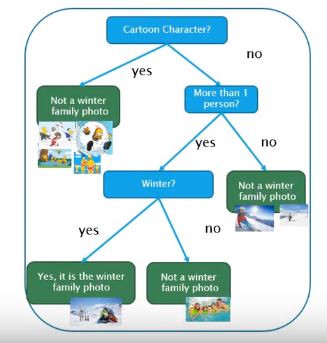 Cartoon Character?
no
yes
Not a winter
family photo
More than 1
person?
yes
no
Winter?
Not a winter
family photo
yes
no
Yes, it is the winter
family photo
Not a winter
family photo